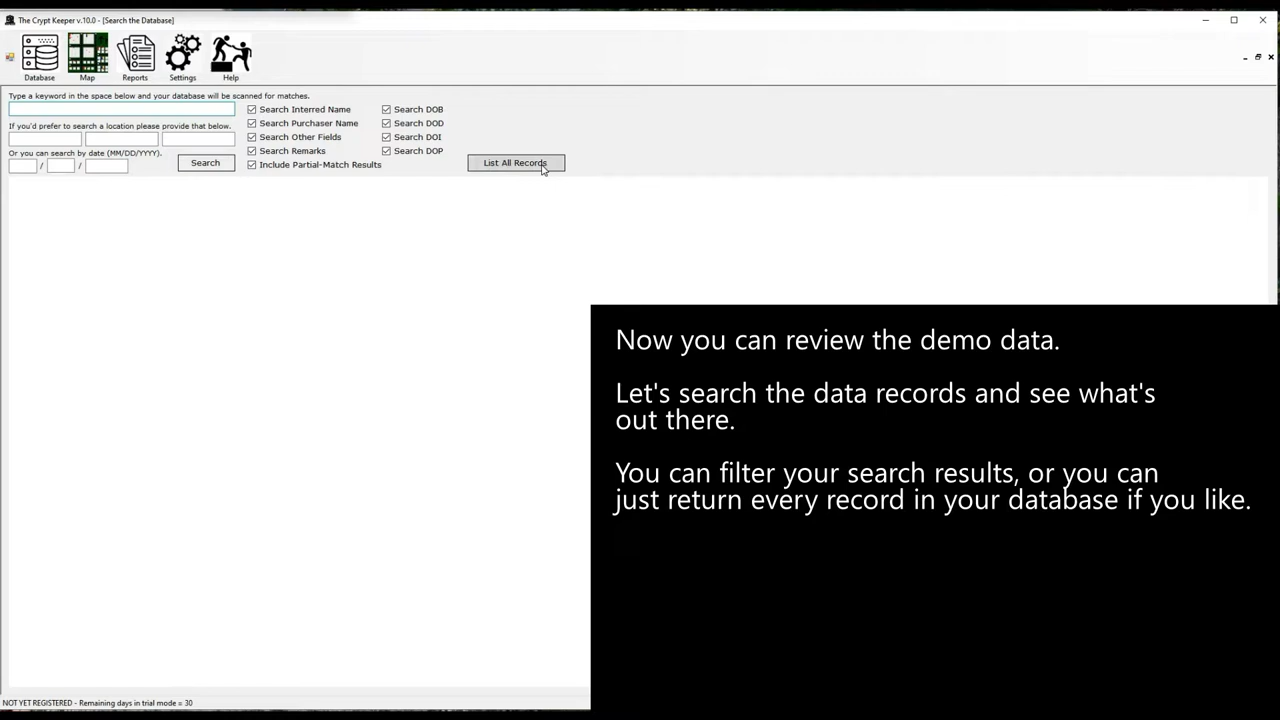 The Crypt Keeper v.10.0 - [Search the Database]
Database Map Reports Settings Help
Type a keyword in the space below and your database will be scanned for matches.
If you'd prefer to search a location please provide that below.
Or you can search by date (MM/DD/YYYY).
/ /
Search
Search Interred Name
Search Purchaser Name
Search Other Fields
Search Remarks
Include Partial-Match Results
Search DOB
Search DOD
Search DOI
Search DOP
List All Records
Now you can review the demo data.
Let's search the data records and see what's
out there.
You can filter your search results, or you can
just return every record in your database if you like.
NOT YET REGISTERED - Remaining days in trial mode = 30